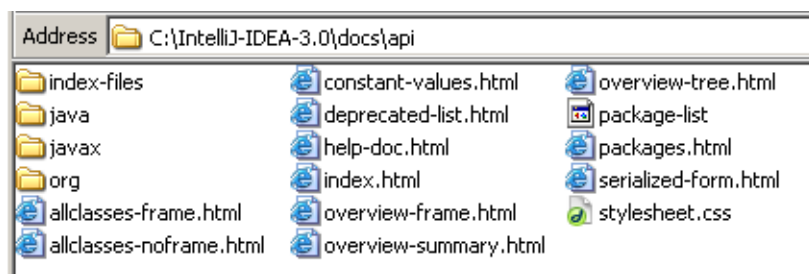 Address C:\IntelliJ-IDEA-3.0\docs\api
index-files
java
javax
org
allclasses-frame.html
allclasses-noframe.html
constant-values.html
deprecated-list.html
help-doc.html
index.html
overview-frame.html
overview-summary.html
overview-tree.html
package-list
packages.html
serialized-form.html
stylesheet.css